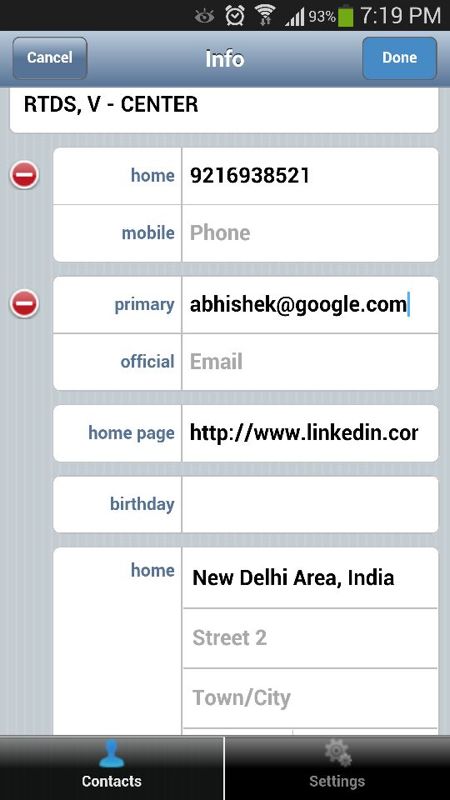 93% 7:19 PM
Cancel Info Done
RTDS, V - CENTER
home 9216938521
mobile Phone
primary abhishek@google.com
official Email
home page http://www.linkedin.cor
birthday
home New Delhi Area, India
Street 2
Town/City
Contacts Settings